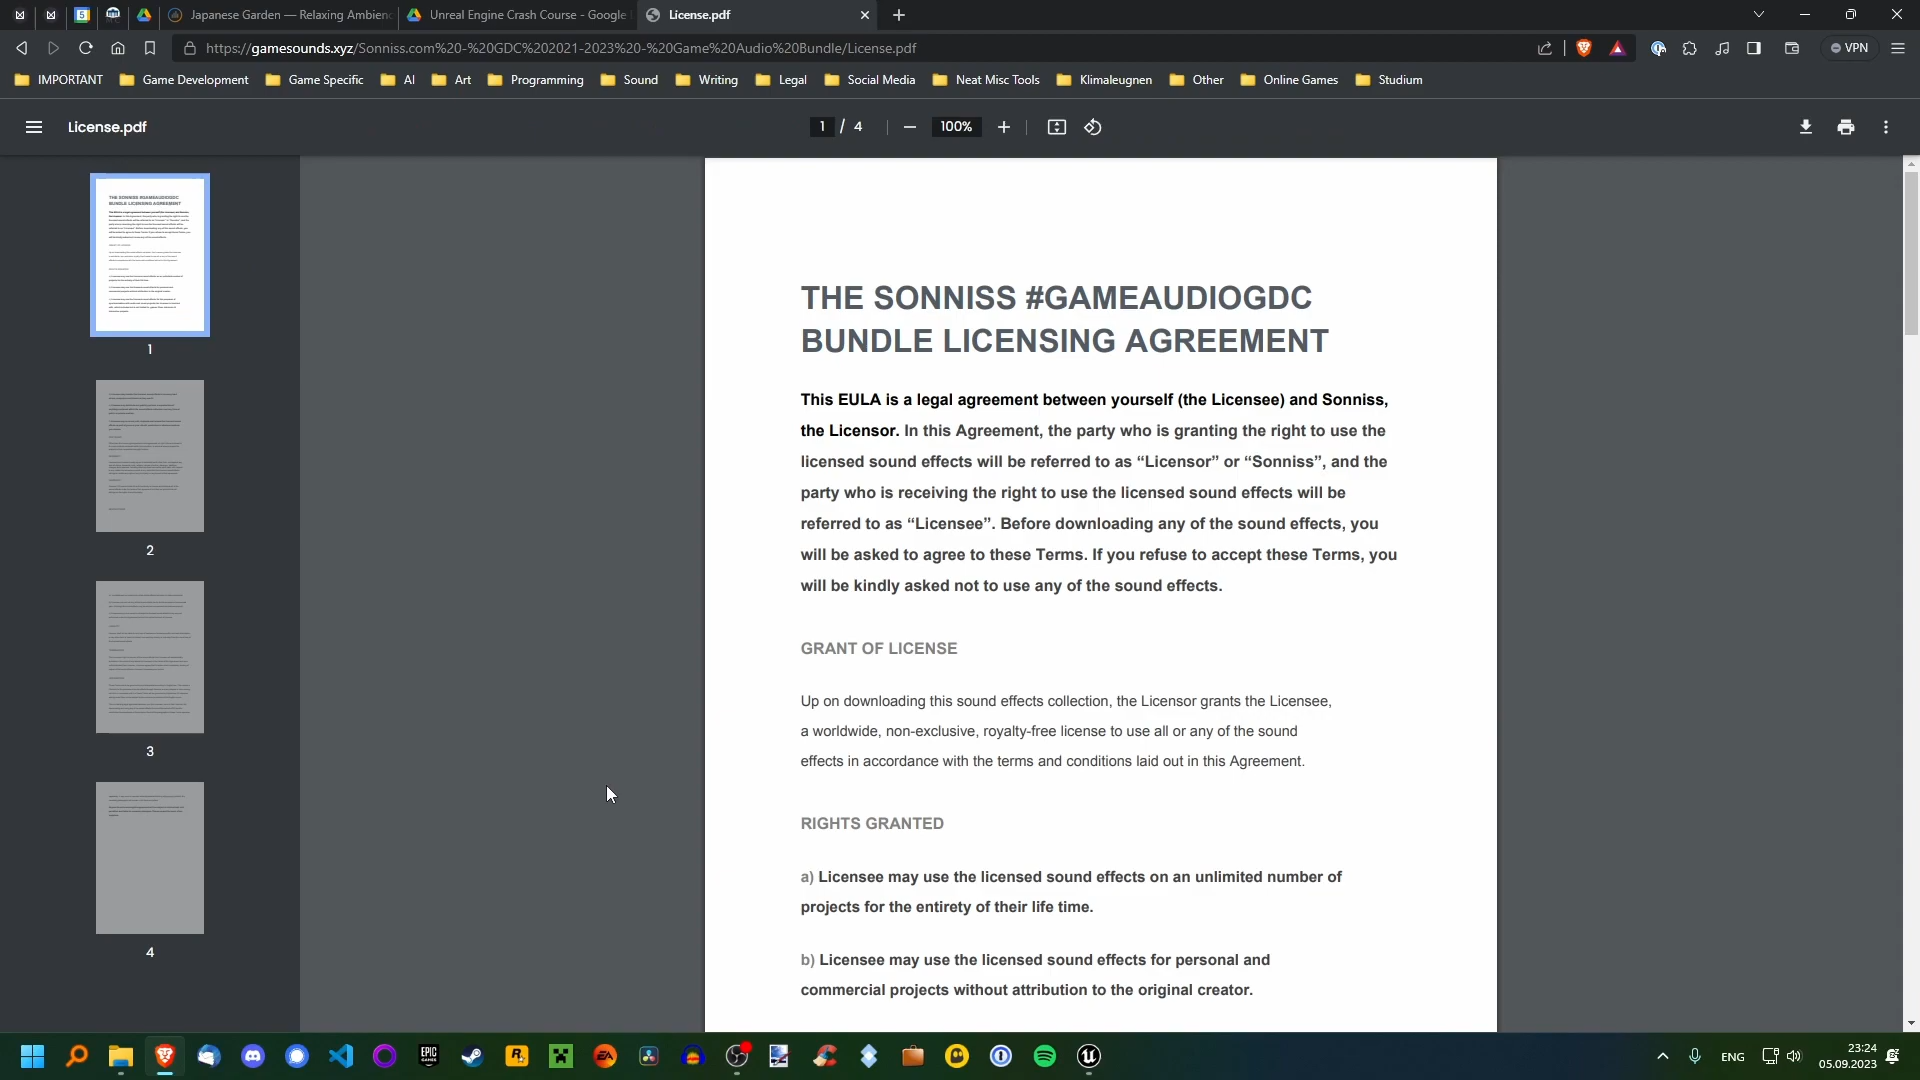 Japanese Garden — Relaxing Ambienc
Unreal Engine Crash Course - Google
License.pdf
https://gamesounds.xyz/Sonniss.com%20-%20GDC%202021-2023%20-%20Game%20Audio%20Bundle/License.pdf
VPN
IMPORTANT
Game Development
Game Specific
AI
Art
Programming
Sound
Writing
Legal
Social Media
Neat Misc Tools
Klimaleugnen
Other
Online Games
Studium
License.pdf
1 / 4
100%
1
2
3
4
THE SONNISS #GAMEAUDIOGDC
BUNDLE LICENSING AGREEMENT
This EULA is a legal agreement between yourself (the Licensee) and Sonniss,
the Licensor. In this Agreement, the party who is granting the right to use the
licensed sound effects will be referred to as “Licensor” or “Sonniss”, and the
party who is receiving the right to use the licensed sound effects will be
referred to as “Licensee”. Before downloading any of the sound effects, you
will be asked to agree to these Terms. If you refuse to accept these Terms, you
will be kindly asked not to use any of the sound effects.
GRANT OF LICENSE
Up on downloading this sound effects collection, the Licensor grants the Licensee,
a worldwide, non-exclusive, royalty-free license to use all or any of the sound
effects in accordance with the terms and conditions laid out in this Agreement.
RIGHTS GRANTED
a) Licensee may use the licensed sound effects on an unlimited number of
projects for the entirety of their life time.
b) Licensee may use the licensed sound effects for personal and
commercial projects without attribution to the original creator.
ENG
23:24
05.09.2023